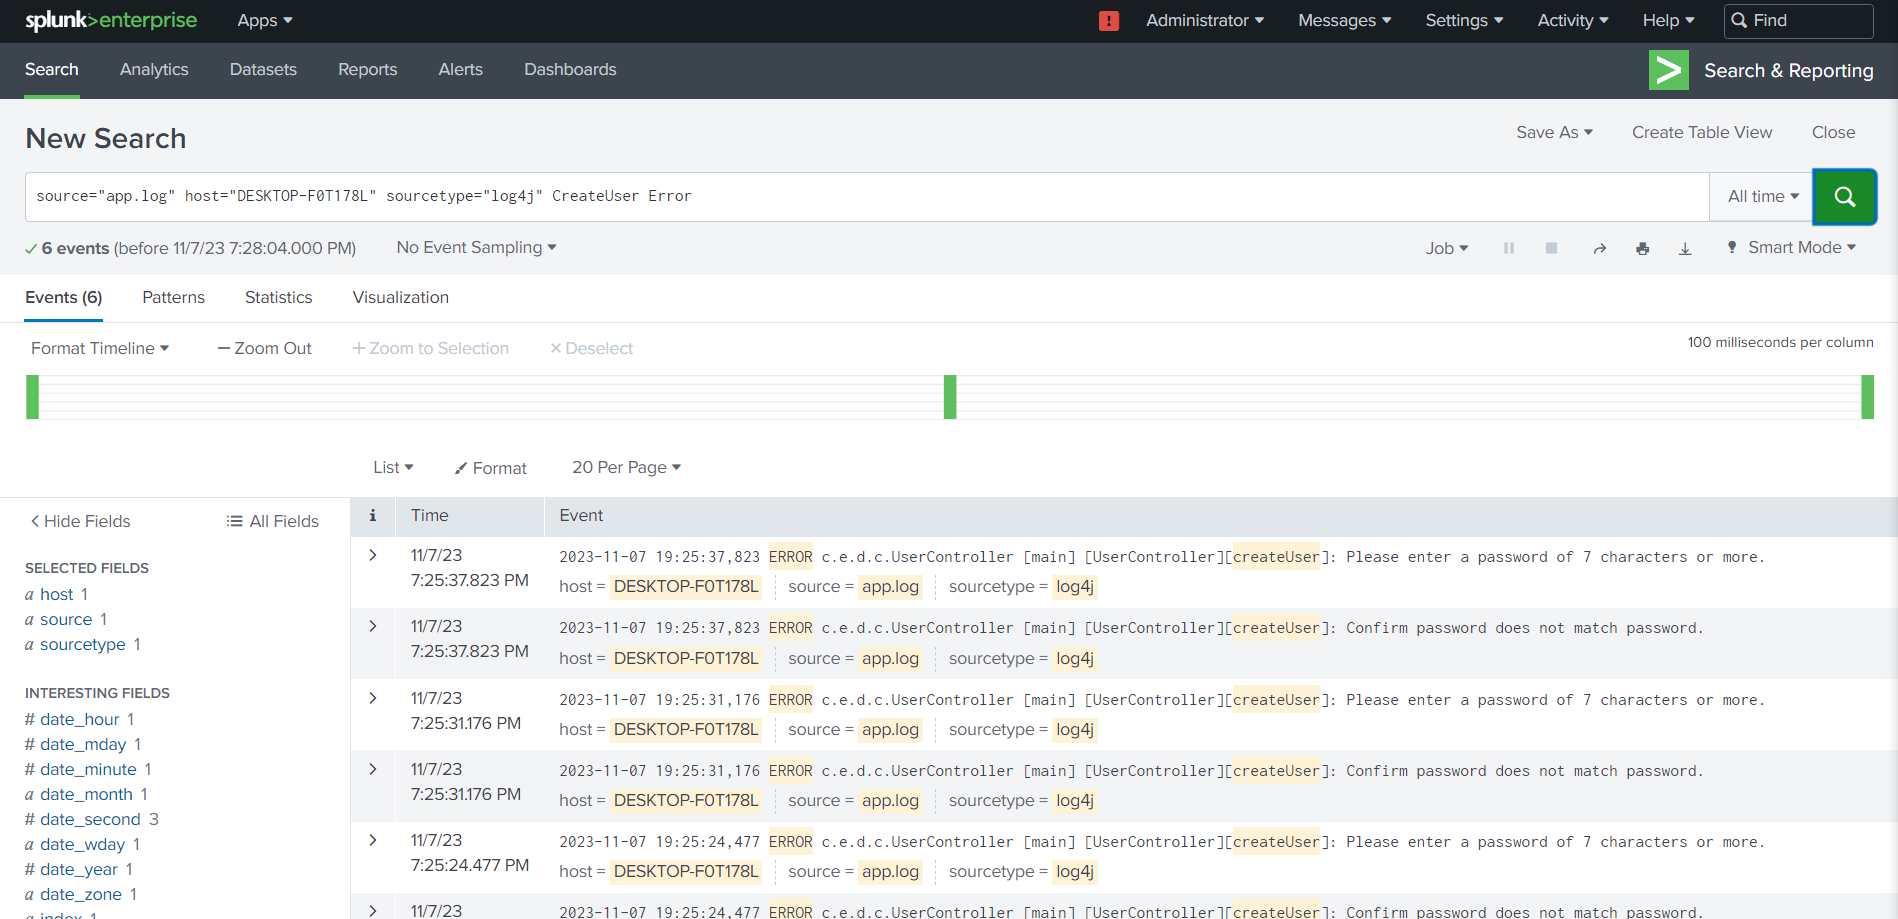 splunk>enterprise Apps Administrator Messages Settings Activity Help Find
Search Analytics Datasets Reports Alerts Dashboards Search & Reporting
New Search Save As Create Table View Close
source="app.log" host="DESKTOP-F0T178L" sourcetype="log4j" CreateUser Error All time
6 events (before 11/7/23 7:28:04.000 PM) No Event Sampling Job Smart Mode
Events (6) Patterns Statistics Visualization
Format Timeline Zoom Out Zoom to Selection Deselect 100 milliseconds per column
List Format 20 Per Page
Hide Fields All Fields
SELECTED FIELDS
a host 1
a source 1
a sourcetype 1
INTERESTING FIELDS
# date_hour 1
# date_mday 1
# date_minute 1
a date_month 1
# date_second 3
a date_wday 1
# date_year 1
a date_zone 1
a index 1
i Time Event
11/7/23 2023-11-07 19:25:37,823 ERROR c.e.d.c.UserController [main] [UserController][createUser]: Please enter a password of 7 characters or more.
7:25:37.823 PM host = DESKTOP-F0T178L source = app.log sourcetype = log4j
11/7/23 2023-11-07 19:25:37,823 ERROR c.e.d.c.UserController [main] [UserController][createUser]: Confirm password does not match password.
7:25:37.823 PM host = DESKTOP-F0T178L source = app.log sourcetype = log4j
11/7/23 2023-11-07 19:25:31,176 ERROR c.e.d.c.UserController [main] [UserController][createUser]: Please enter a password of 7 characters or more.
7:25:31.176 PM host = DESKTOP-F0T178L source = app.log sourcetype = log4j
11/7/23 2023-11-07 19:25:31,176 ERROR c.e.d.c.UserController [main] [UserController][createUser]: Confirm password does not match password.
7:25:31.176 PM host = DESKTOP-F0T178L source = app.log sourcetype = log4j
11/7/23 2023-11-07 19:25:24,477 ERROR c.e.d.c.UserController [main] [UserController][createUser]: Please enter a password of 7 characters or more.
7:25:24.477 PM host = DESKTOP-F0T178L source = app.log sourcetype = log4j
11/7/23 2023-11-07 19:25:24,477 ERROR c.e.d.c.UserController [main] [UserController][createUser]: Confirm password does not match password.